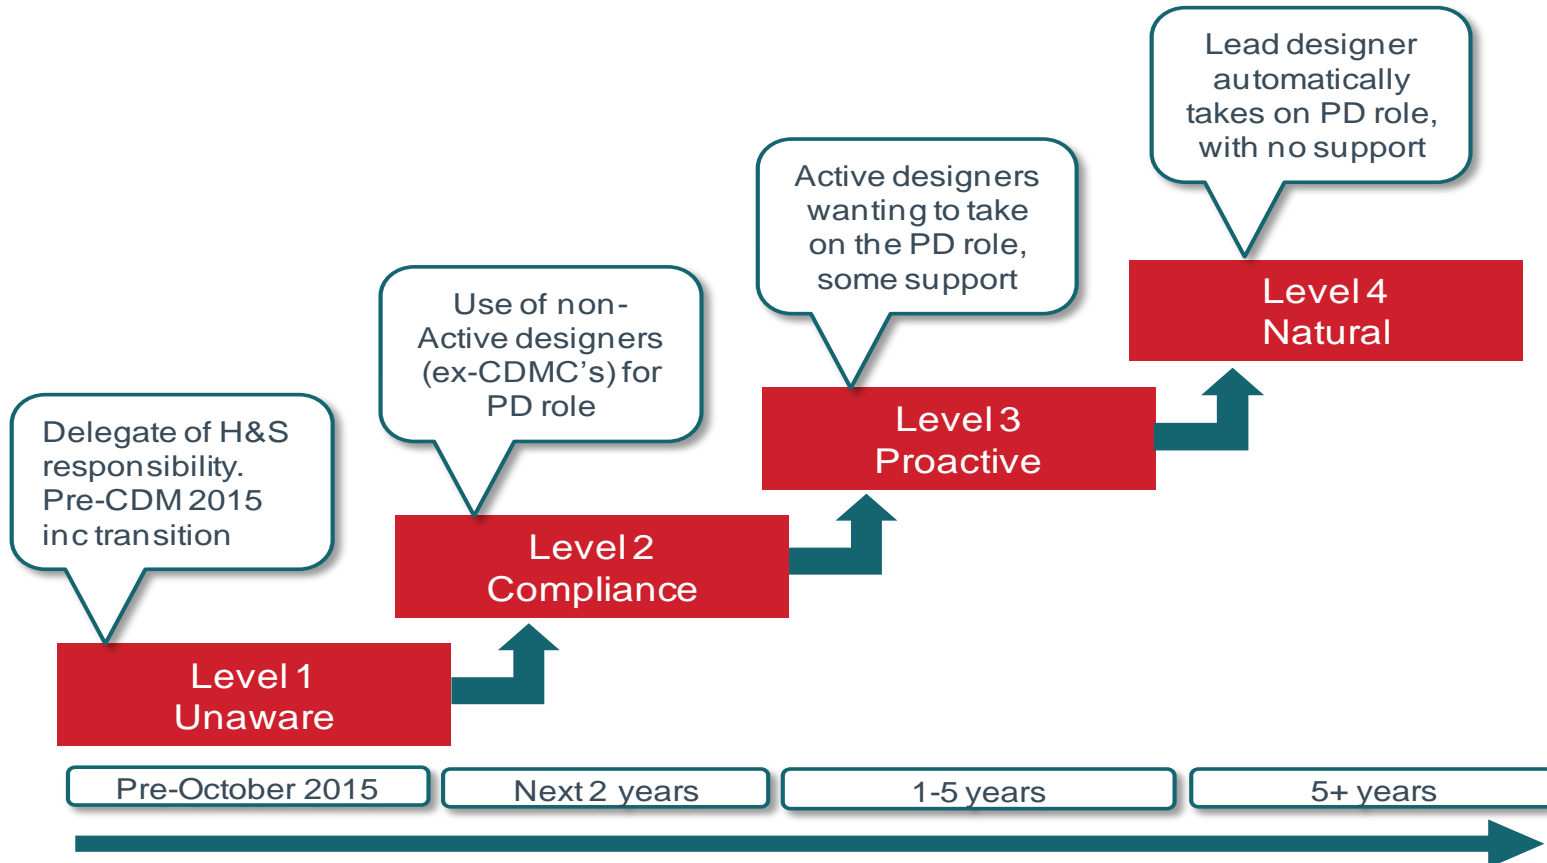 Lead designer
automatically
takes on PD role,
with no support
Active designers
wanting to take
on the PD role,
some support
Level 4
Natural
Use of non-
Active designers
(ex-CDMC's) for
PD role
Level 3
Proactive
Delegate of H&S
responsibility.
Pre-CDM 2015
inc transition
Level 2
Compliance
Level 1
Unaware
Pre-October 2015
Next 2 years
1-5 years
5+ years